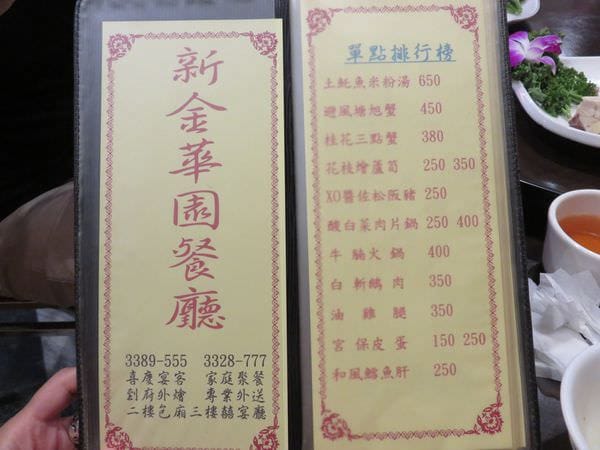 新金華園餐廳
3389-555 3328-777
喜慶宴客 家庭聚餐
到府外燴 專業外送
二樓包廂三樓囍宴廳
單點排行榜
土魠魚米粉湯 650
避風塘旭蟹 450
桂花三點蟹 380
花枝燴蘆筍 250 350
XO醬佐松阪豬 250
酸白菜肉片鍋 250 400
牛腩火鍋 400
白斬鵝肉 350
油雞腿 350
宮保皮蛋 150 250
和風鱈魚肝 250